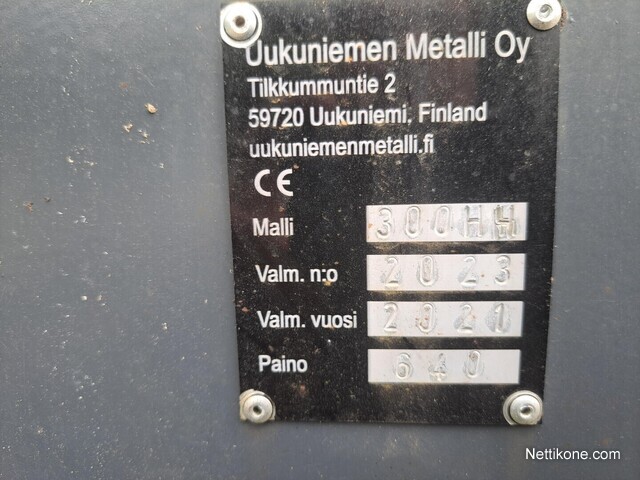 Uukuniemen Metalli Oy
Tilkkummuntie 2
59720 Uukuniemi, Finland
uukuniemenmetalli.fi
CE
Malli 300HH
Valm. n:o 2023
Valm. vuosi 2021
Paino 640
Nettikone.com